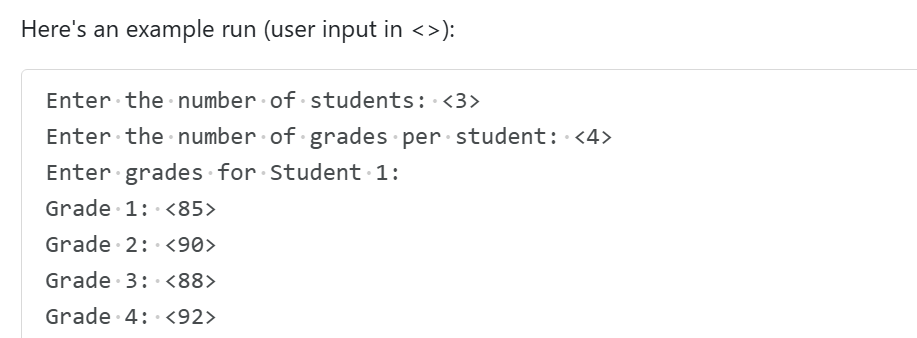 Here's an example run (user input in <>):
Enter·the·number·of·students:·<3>
Enter·the·number·of·grades·per·student:·<4>
Enter·grades·for·Student·1:
Grade·1:·<85>
Grade·2:·<90>
Grade·3:·<88>
Grade·4:·<92>